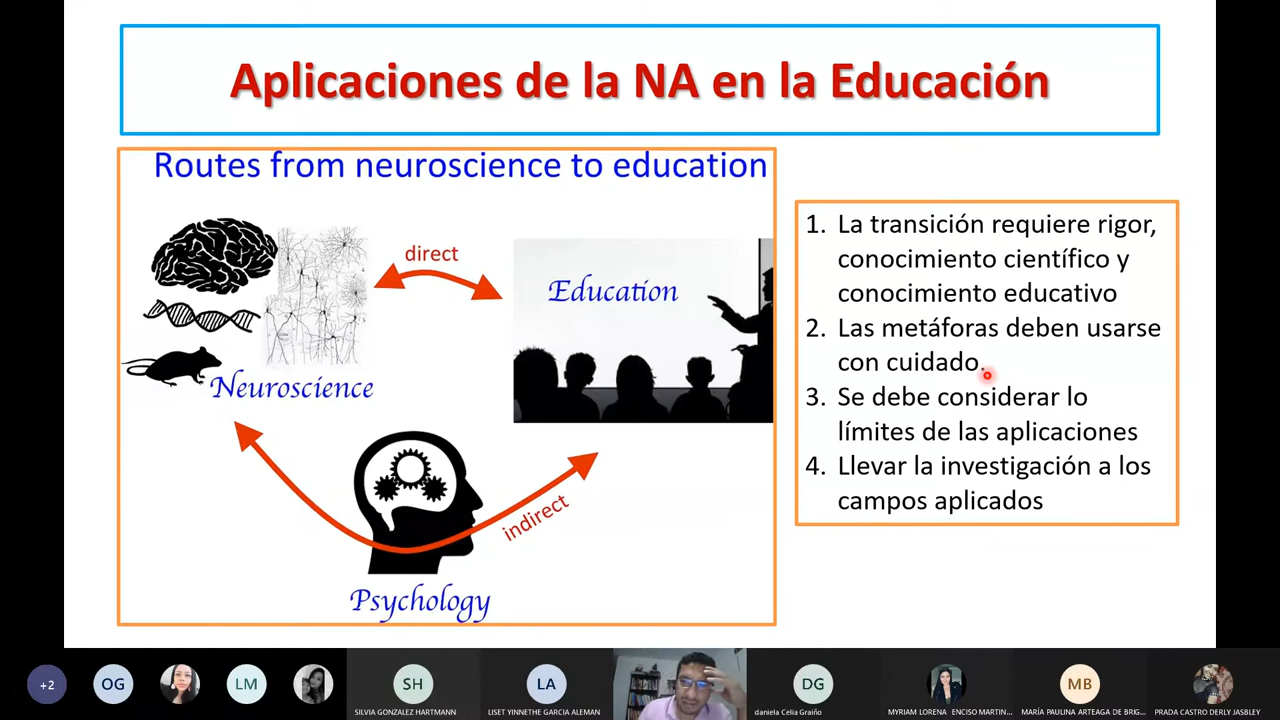 Aplicaciones de la NA en la Educación
Routes from neuroscience to education
direct
Education
Neuroscience
indirect
Psychology
1. La transición requiere rigor,
conocimiento científico y
conocimiento educativo
2. Las metáforas deben usarse
con cuidado.
3. Se debe considerar lo
límites de las aplicaciones
4. Llevar la investigación a los
campos aplicados
+2
OG
LM
SH
LA
DG
MB
SILVIA GONZALEZ HARTMANN
LISET YINNETHE GARCIA ALEMAN
daniela Celia Graiño
MYRIAM LORENA ENCISO MARTIN...
MARÍA PAULINA ARTEAGA DE BRIG...
PRADA CASTRO DERLY JASBLEY